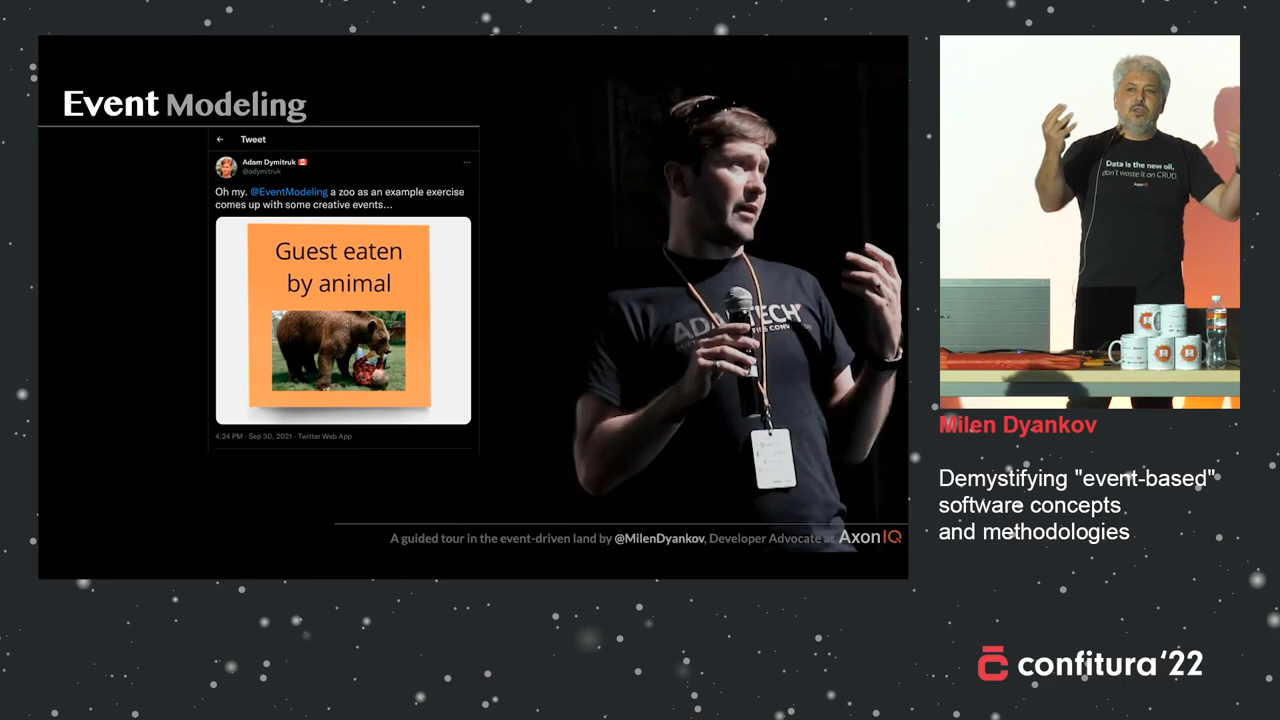 Event Modeling
← Tweet
Adam Dymitruk 🇨🇦
@adymitruk
Oh my. @EventModeling a zoo as an example exercise
comes up with some creative events...
Guest eaten
by animal
4:24 PM · Sep 30, 2021 · Twitter Web App
A guided tour in the event-driven land by @MilenDyankov, Developer Advocate at AxonIQ
Data is the new oil,
don't waste it on CRUD.
AxonIQ
Milen Dyankov
Demystifying "event-based"
software concepts
and methodologies
confitura '22